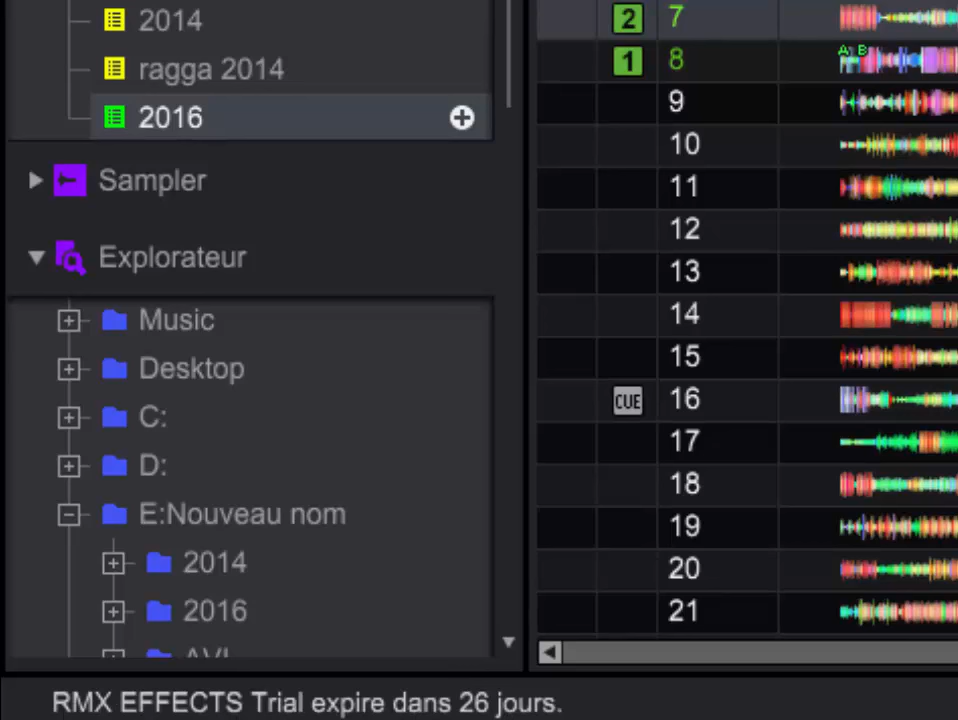 2014
ragga 2014
2016
Sampler
Explorateur
Music
Desktop
C:
D:
E:Nouveau nom
2014
2016
AVI
2 7
1 8 A B
9
10
11
12
13
14
15
CUE 16
17
18
19
20
21
RMX EFFECTS Trial expire dans 26 jours.